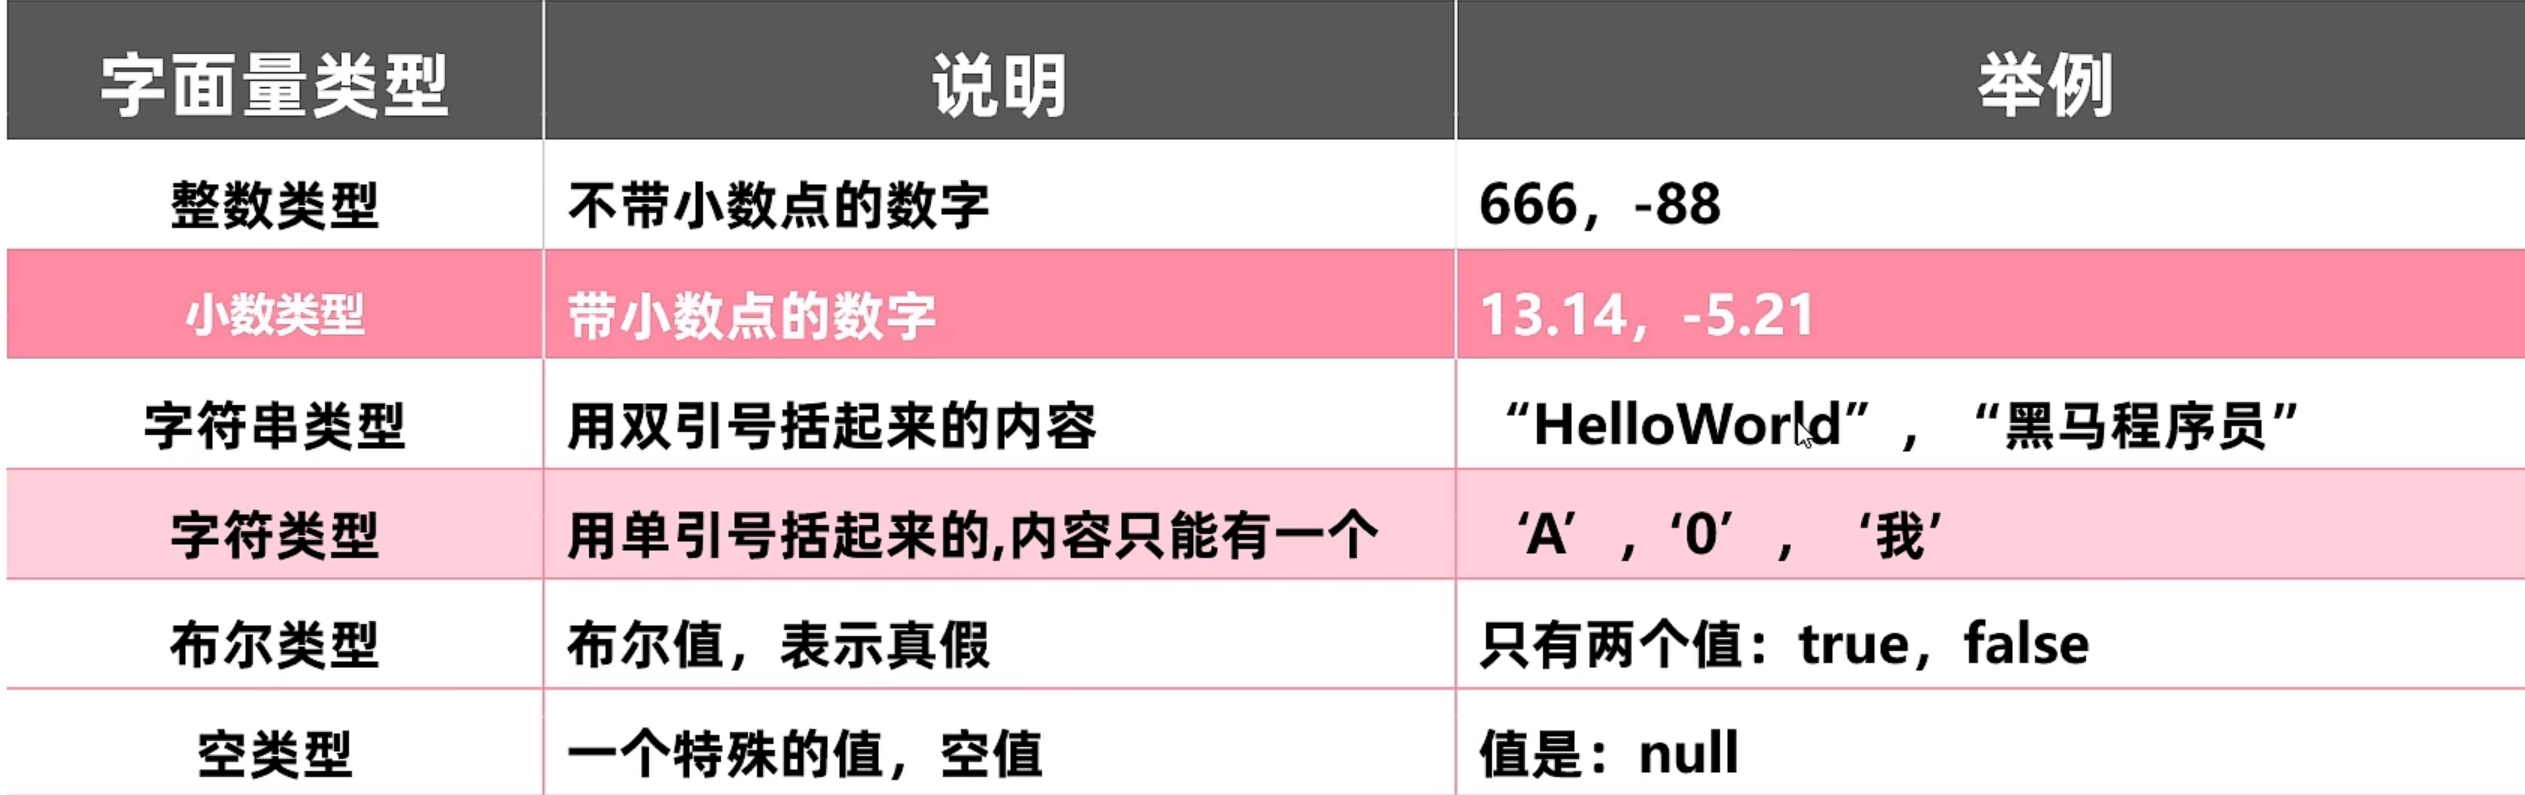 字面量类型 说明 举例
整数类型 不带小数点的数字 666，-88
小数类型 带小数点的数字 13.14，-5.21
字符串类型 用双引号括起来的内容 “HelloWorld”，“黑马程序员”
字符类型 用单引号括起来的,内容只能有一个 ‘A’，‘0’，‘我’
布尔类型 布尔值，表示真假 只有两个值：true，false
空类型 一个特殊的值，空值 值是：null